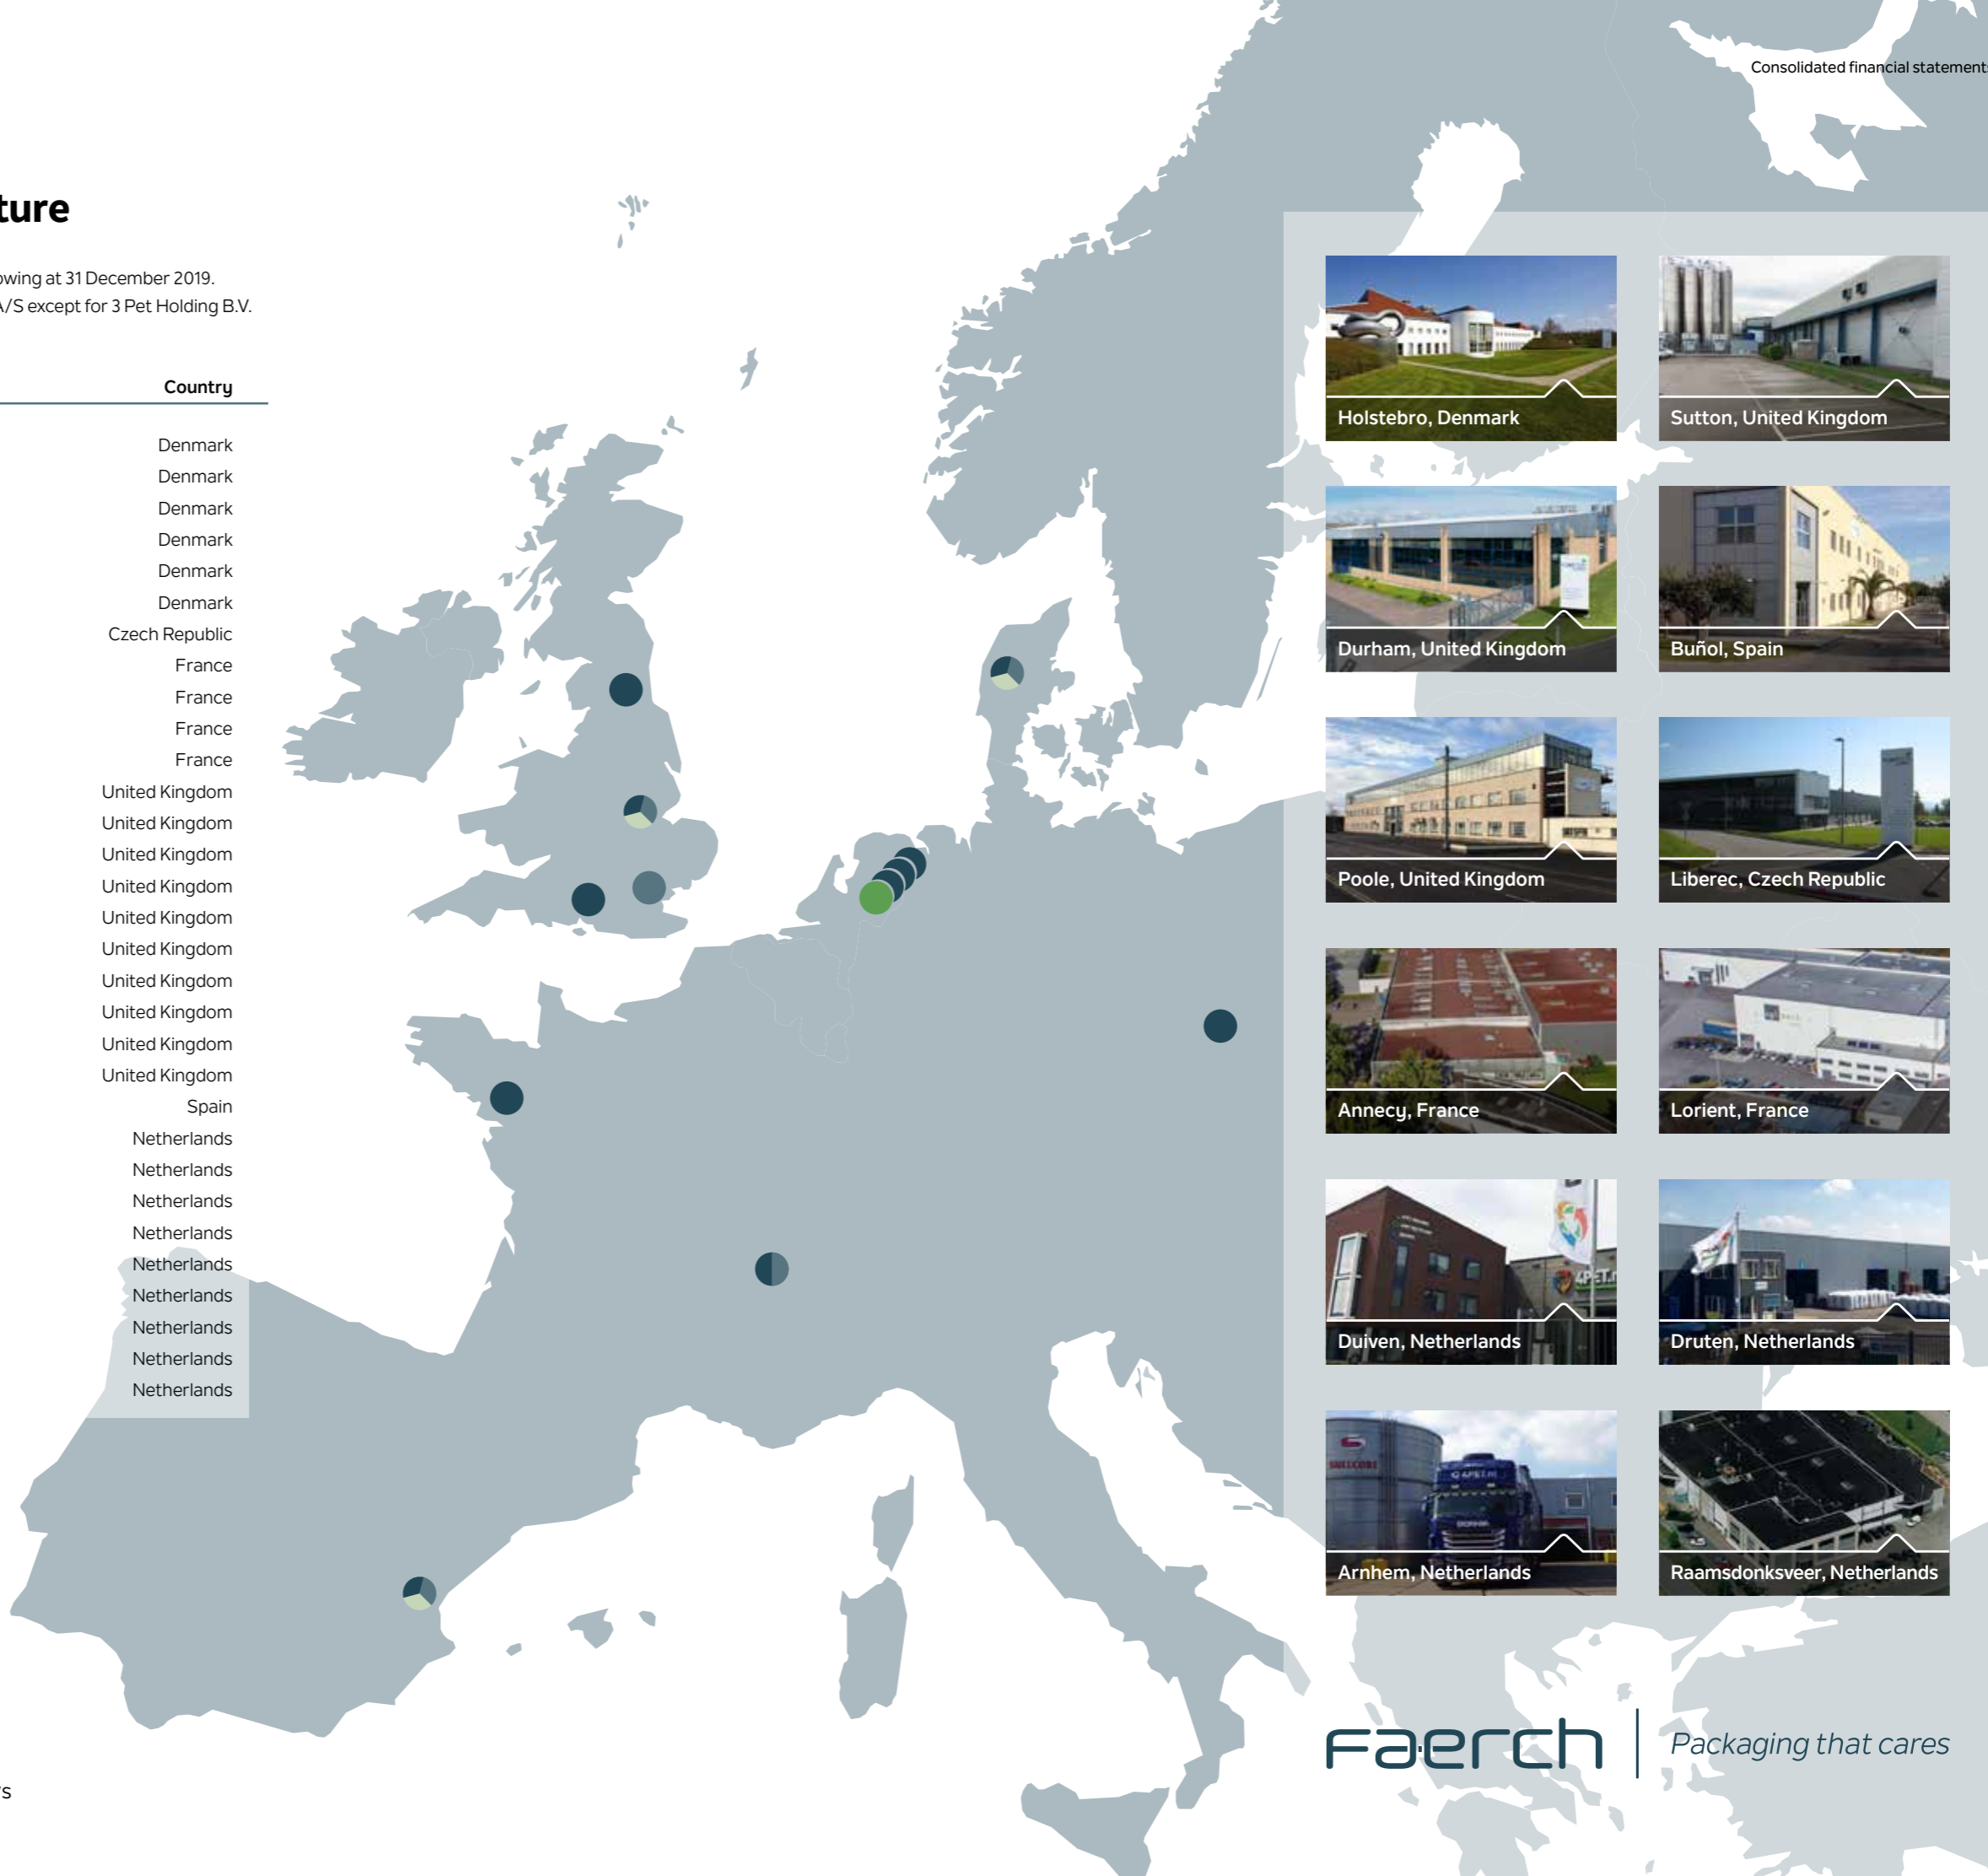 Consolidated financial statements
ture
owing at 31 December 2019.
A/S except for 3 Pet Holding B.V.
Country
Denmark
Denmark
Denmark
Denmark
Denmark
Denmark
Czech Republic
France
France
France
France
United Kingdom
United Kingdom
United Kingdom
United Kingdom
United Kingdom
United Kingdom
United Kingdom
United Kingdom
United Kingdom
United Kingdom
Spain
Netherlands
Netherlands
Netherlands
Netherlands
Netherlands
Netherlands
Netherlands
Netherlands
Netherlands
Holstebro, Denmark
Sutton, United Kingdom
Durham, United Kingdom
Buñol, Spain
Poole, United Kingdom
Liberec, Czech Republic
Annecy, France
Lorient, France
4PET.n
Duiven, Netherlands
Druten, Netherlands
4PET.nl
Arnhem, Netherlands
Raamsdonksveer, Netherlands
faerch
Packaging that cares
's